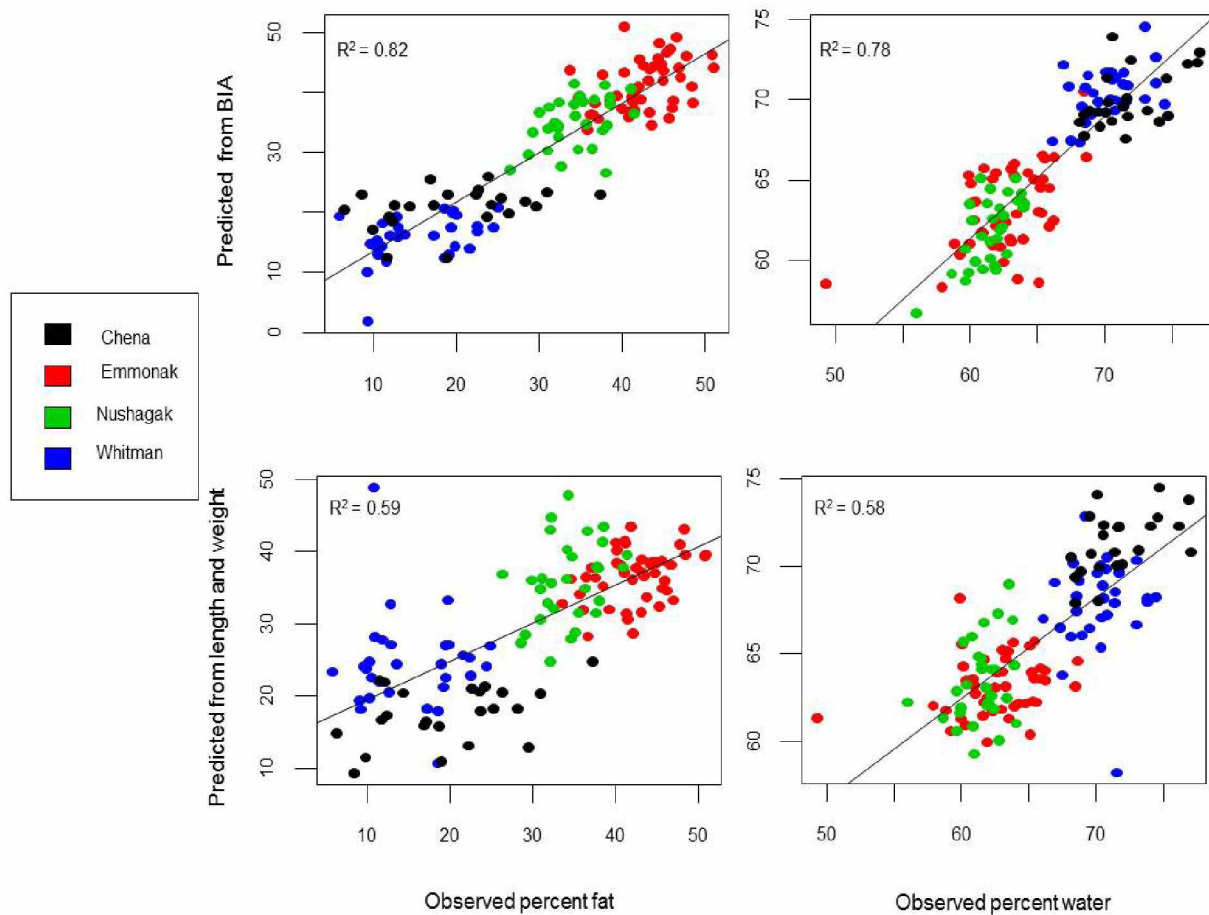 R² = 0.82
50
30
10
0
Predicted from BIA
10 20 30 40 50
R² = 0.78
75
70
65
60
50 60 70
Chena
Emmonak
Nushagak
Whitman
R² = 0.59
50
40
30
20
10
Predicted from length and weight
10 20 30 40 50
Observed percent fat
R² = 0.58
75
70
65
60
50 60 70
Observed percent water